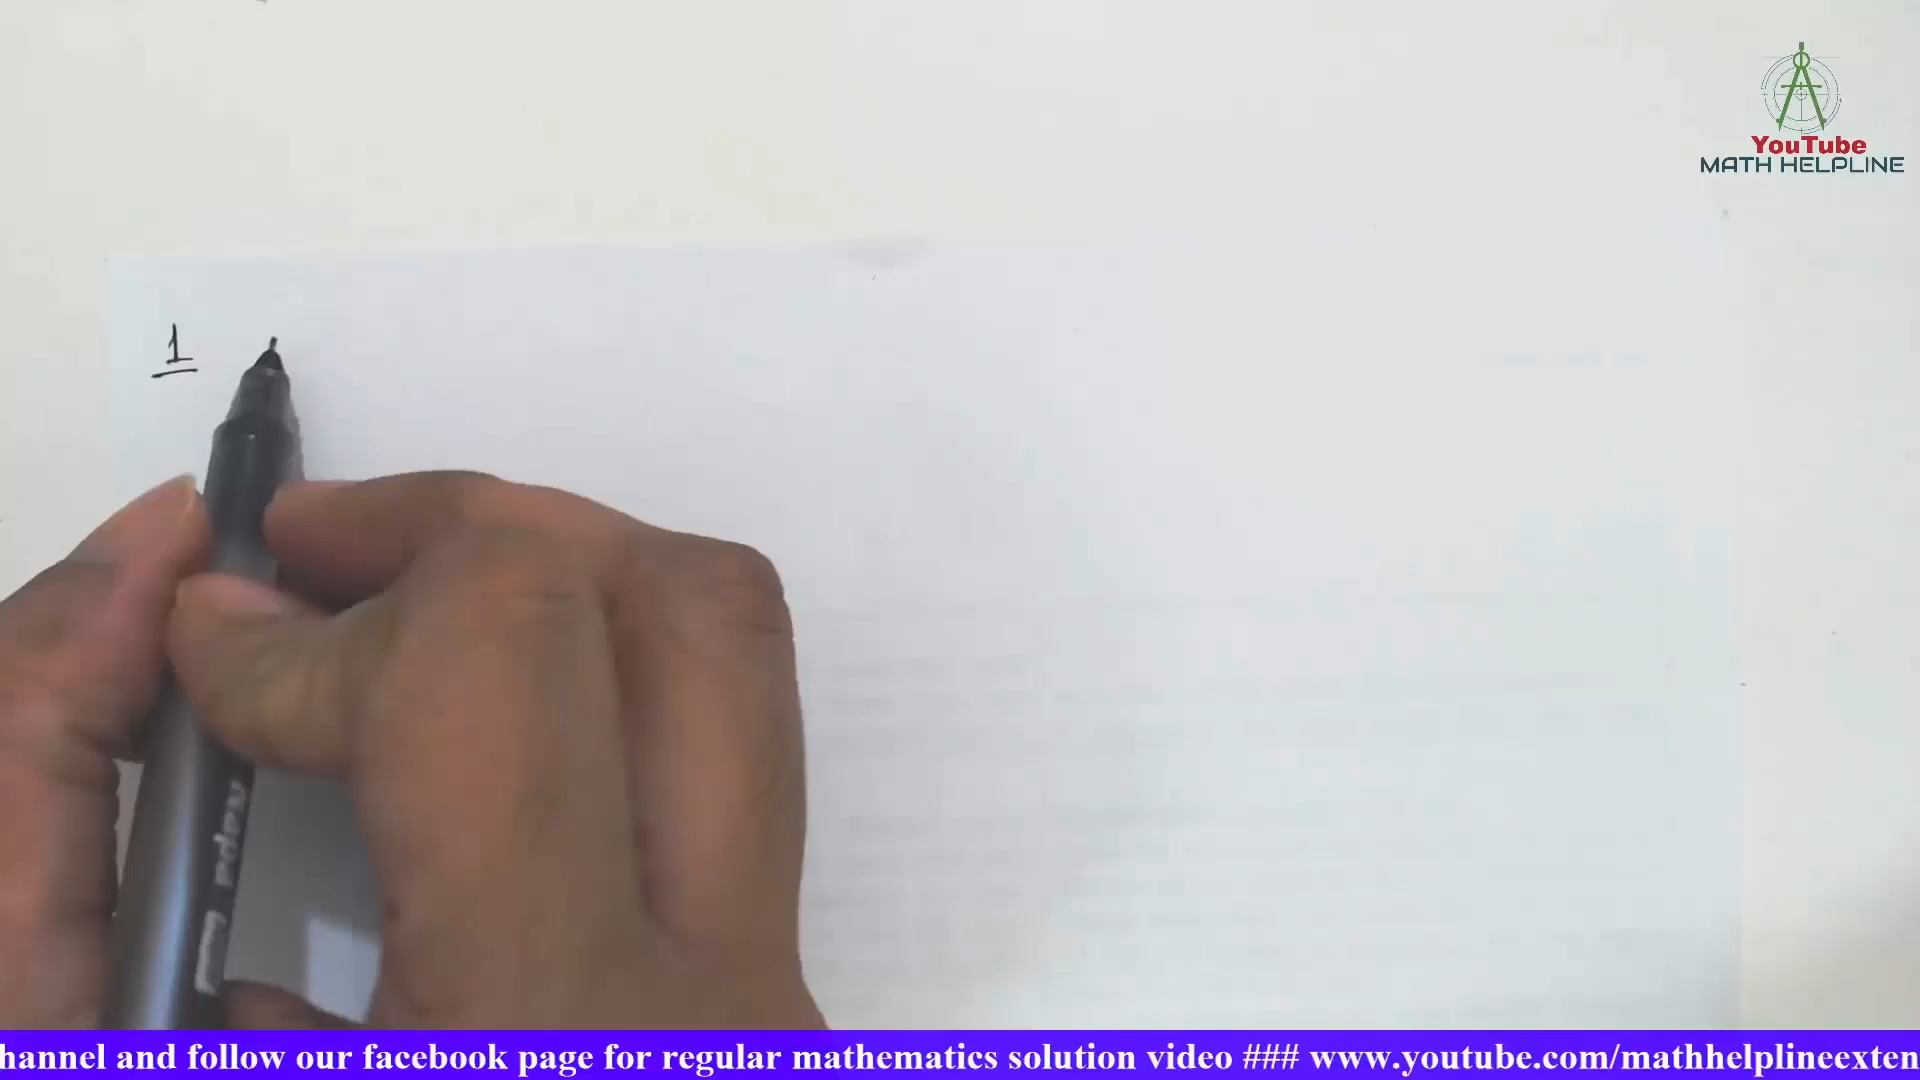 YouTube
MATH HELPLINE
1
hannel and follow our facebook page for regular mathematics solution video ### www.youtube.com/mathhelplineexten